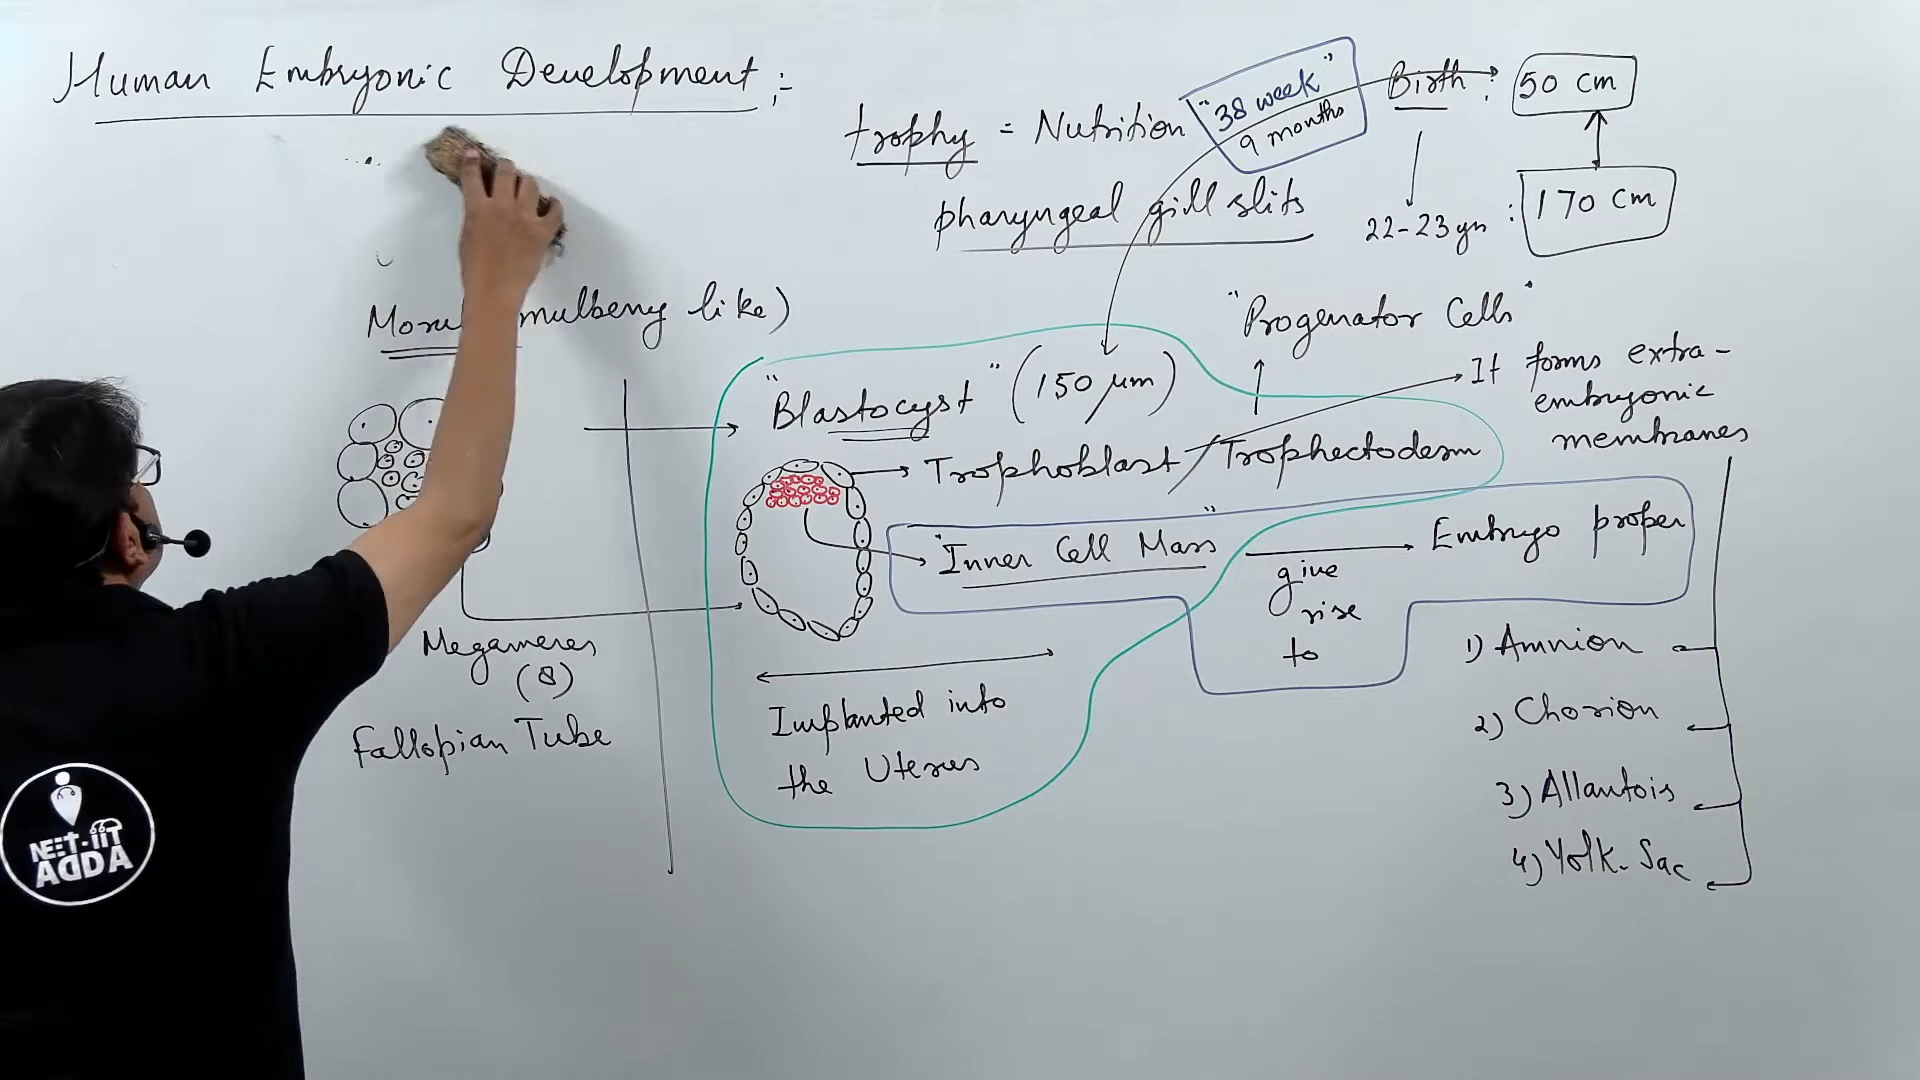 Human Embryonic Development :-
trophy = Nutrition
"38 week"
9 months
Birth :
50 cm
pharyngeal gill slits
22-23 yrs :
170 cm
(mulberry like)
"Progenator Cells"
"Blastocyst" (150 μm)
It forms extra-
embryonic
membranes
Trophoblast/Trophectoderm
"Inner Cell Mass"
give
rise
to
Embryo proper
Megameres
(8)
Fallopian Tube
Implanted into
the Uterus
1) Amnion
2) Chorion
3) Allantois
4) Yolk-Sac
NEET-IIT
ADDA